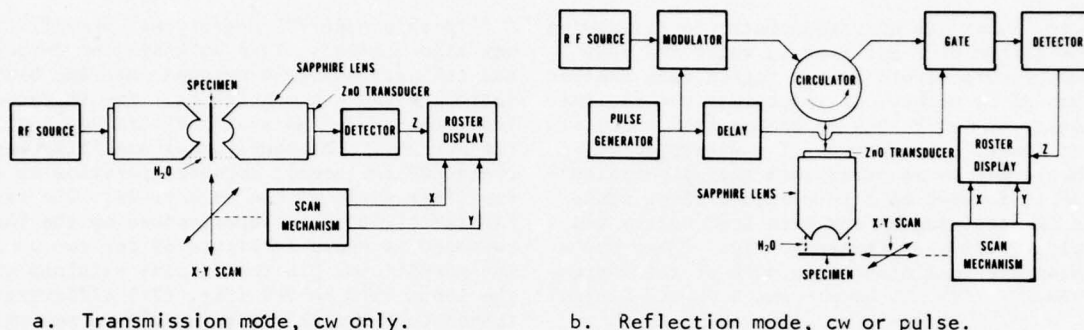 SPECIMEN
SAPPHIRE LENS
ZnO TRANSDUCER
RF SOURCE
DETECTOR
Z
ROSTER
DISPLAY
H₂O
X
Y
SCAN
MECHANISM
X-Y SCAN
a. Transmission mode, cw only.
R F SOURCE
MODULATOR
CIRCULATOR
GATE
DETECTOR
PULSE
GENERATOR
DELAY
ZnO TRANSDUCER
SAPPHIRE LENS
Z
ROSTER
DISPLAY
X
Y
H₂O
X-Y SCAN
SPECIMEN
SCAN
MECHANISM
b. Reflection mode, cw or pulse.